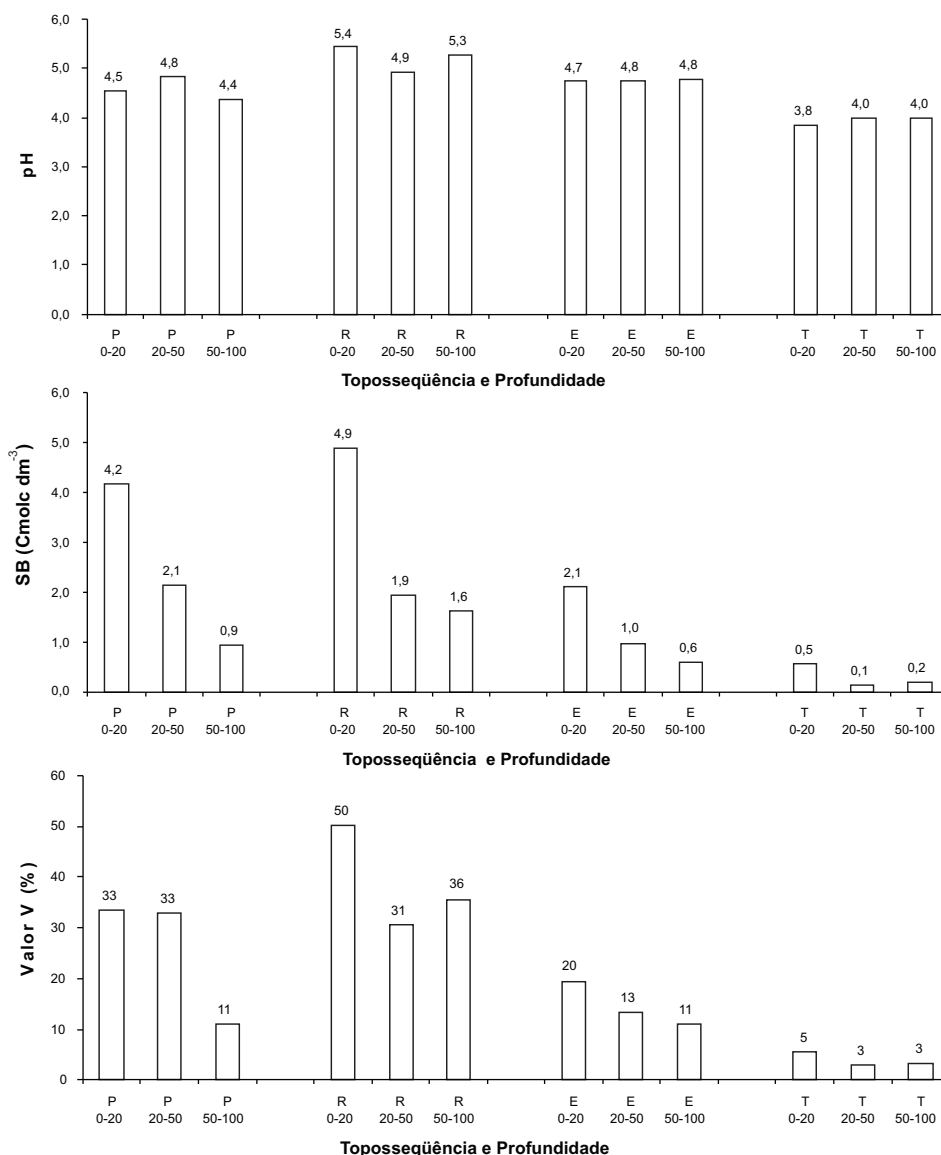 6,0
5,0
4,0
3,0
2,0
1,0
0,0
pH
4,5 4,8 4,4 5,4 4,9 5,3 4,7 4,8 4,8 3,8 4,0 4,0
P P P R R R E E E T T T
0-20 20-50 50-100 0-20 20-50 50-100 0-20 20-50 50-100 0-20 20-50 50-100
Toposseqüência e Profundidade
6,0
5,0
4,0
3,0
2,0
1,0
0,0
SB (Cmolc dm⁻³)
4,2 2,1 0,9 4,9 1,9 1,6 2,1 1,0 0,6 0,5 0,1 0,2
P P P R R R E E E T T T
0-20 20-50 50-100 0-20 20-50 50-100 0-20 20-50 50-100 0-20 20-50 50-100
Toposseqüência e Profundidade
60
50
40
30
20
10
0
Valor V (%)
33 33 11 50 31 36 20 13 11 5 3 3
P P P R R R E E E T T T
0-20 20-50 50-100 0-20 20-50 50-100 0-20 20-50 50-100 0-20 20-50 50-100
Toposseqüência e Profundidade